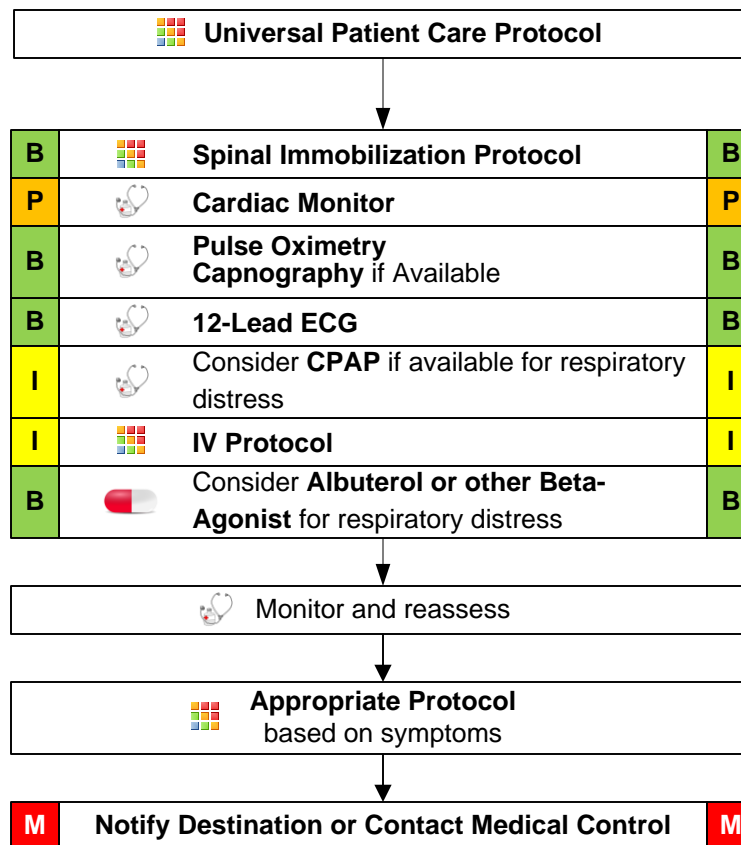 Universal Patient Care Protocol
B Spinal Immobilization Protocol B
P Cardiac Monitor P
B Pulse Oximetry B
Capnography if Available
B 12-Lead ECG B
I Consider CPAP if available for respiratory I
distress
I IV Protocol I
B Consider Albuterol or other Beta- B
Agonist for respiratory distress
Monitor and reassess
Appropriate Protocol
based on symptoms
M Notify Destination or Contact Medical Control M